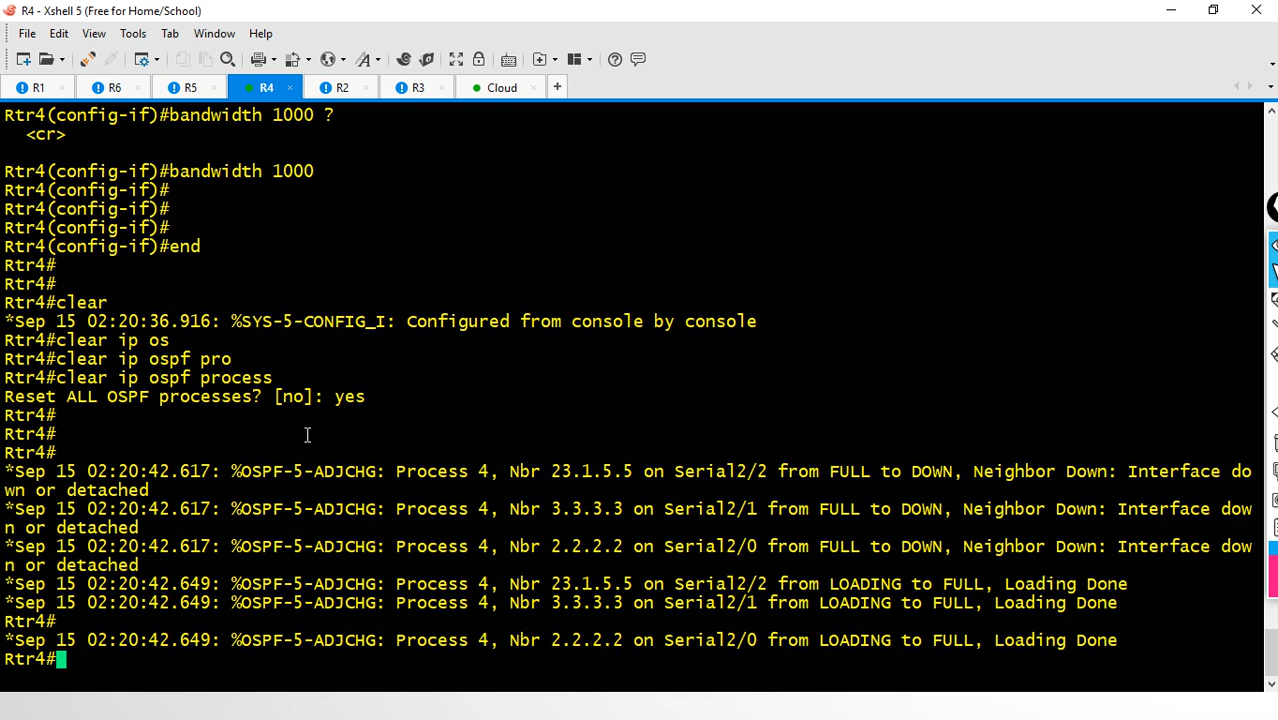 R4 - Xshell 5 (Free for Home/School)
File Edit View Tools Tab Window Help
R1 R6 R5 R4 R2 R3 Cloud
Rtr4(config-if)#bandwidth 1000 ?
<cr>
Rtr4(config-if)#bandwidth 1000
Rtr4(config-if)#
Rtr4(config-if)#
Rtr4(config-if)#
Rtr4(config-if)#end
Rtr4#
Rtr4#
Rtr4#clear
*Sep 15 02:20:36.916: %SYS-5-CONFIG_I: Configured from console by console
Rtr4#clear ip os
Rtr4#clear ip ospf pro
Rtr4#clear ip ospf process
Reset ALL OSPF processes? [no]: yes
Rtr4#
Rtr4#
Rtr4#
*Sep 15 02:20:42.617: %OSPF-5-ADJCHG: Process 4, Nbr 23.1.5.5 on Serial2/2 from FULL to DOWN, Neighbor Down: Interface do
wn or detached
*Sep 15 02:20:42.617: %OSPF-5-ADJCHG: Process 4, Nbr 3.3.3.3 on Serial2/1 from FULL to DOWN, Neighbor Down: Interface dow
n or detached
*Sep 15 02:20:42.617: %OSPF-5-ADJCHG: Process 4, Nbr 2.2.2.2 on Serial2/0 from FULL to DOWN, Neighbor Down: Interface dow
n or detached
*Sep 15 02:20:42.649: %OSPF-5-ADJCHG: Process 4, Nbr 23.1.5.5 on Serial2/2 from LOADING to FULL, Loading Done
*Sep 15 02:20:42.649: %OSPF-5-ADJCHG: Process 4, Nbr 3.3.3.3 on Serial2/1 from LOADING to FULL, Loading Done
Rtr4#
*Sep 15 02:20:42.649: %OSPF-5-ADJCHG: Process 4, Nbr 2.2.2.2 on Serial2/0 from LOADING to FULL, Loading Done
Rtr4#